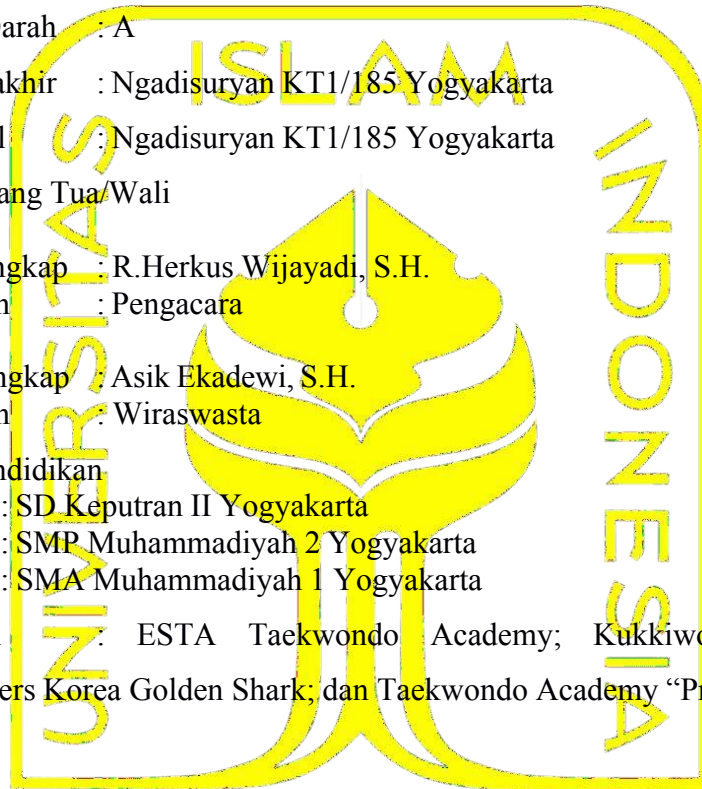 arah : A
akhir : Ngadisuryan KT1/185 Yogyakarta
: Ngadisuryan KT1/185 Yogyakarta
ang Tua/Wali
ngkap : R.Herkus Wijayadi, S.H.
: Pengacara
ngkap : Asik Ekadewi, S.H.
: Wiraswasta
ndidikan
: SD Keputran II Yogyakarta
: SMP Muhammadiyah 2 Yogyakarta
: SMA Muhammadiyah 1 Yogyakarta
: ESTA Taekwondo Academy; Kukkiwo
ers Korea Golden Shark; dan Taekwondo Academy “Pr
UNIVERSITAS
ISLAM
INDONESIA